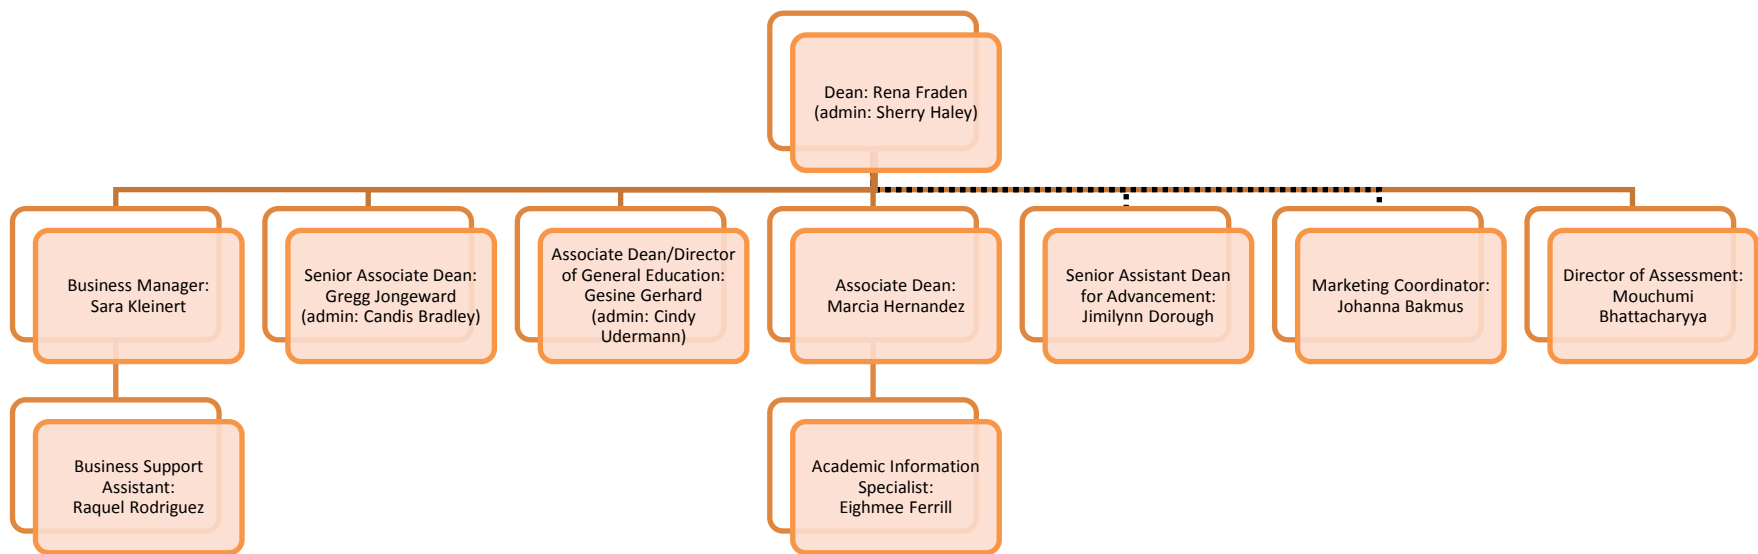 Dean: Rena Fraden
(admin: Sherry Haley)
Business Manager:
Sara Kleinert
Senior Associate Dean:
Gregg Jongeward
(admin: Candis Bradley)
Associate Dean/Director
of General Education:
Gesine Gerhard
(admin: Cindy
Udermann)
Associate Dean:
Marcia Hernandez
Senior Assistant Dean
for Advancement:
Jimilynn Dorough
Marketing Coordinator:
Johanna Bakmus
Director of Assessment:
Mouchumi
Bhattacharyya
Business Support
Assistant:
Raquel Rodriguez
Academic Information
Specialist:
Eighmee Ferrill